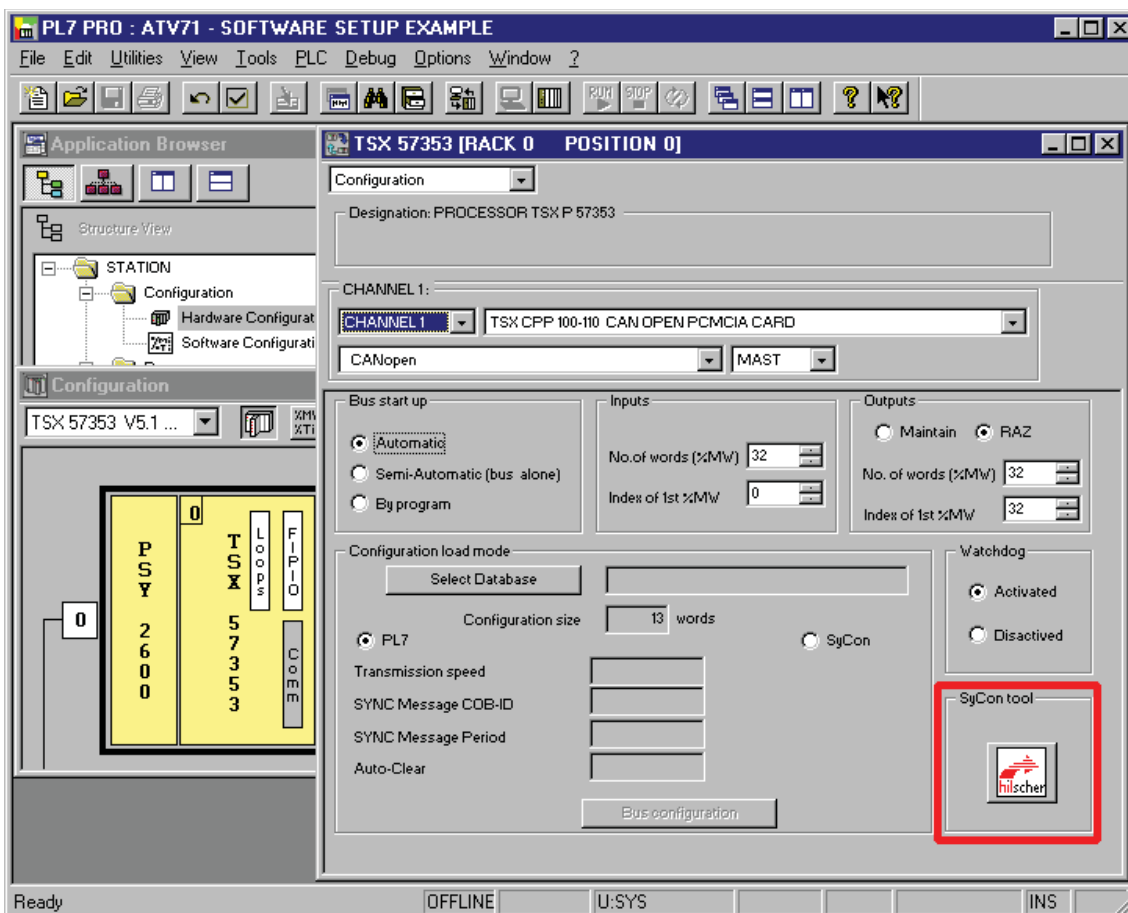 PL7 PRO : ATV71 - SOFTWARE SETUP EXAMPLE
File Edit Utilities View Tools PLC Debug Options Window ?
RUN STOP ? ?
Application Browser
Structure View
STATION
Configuration
Hardware Configurat
Software Configurati
Configuration
TSX 57353 V5.1 ...
0
PSY 2600
0
TSX 57353
Loops
FIPIO
Comm
TSX 57353 [RACK 0 POSITION 0]
Configuration
Designation: PROCESSOR TSX P 57353
CHANNEL1:
CHANNEL1 TSX CPP 100-110 CAN OPEN PCMCIA CARD
CANopen MAST
Bus start up
Automatic
Semi-Automatic (bus alone)
By program
Inputs
No.of words (%MW) 32
Index of 1st %MW 0
Outputs
Maintain RAZ
No. of words (%MW) 32
Index of 1st %MW 32
Configuration load mode
Select Database
Configuration size 13 words
PL7 SyCon
Transmission speed
SYNC Message COB-ID
SYNC Message Period
Auto-Clear
Bus configuration
Watchdog
Activated
Disactived
SyCon tool
hilscher
Ready OFFLINE U:SYS INS